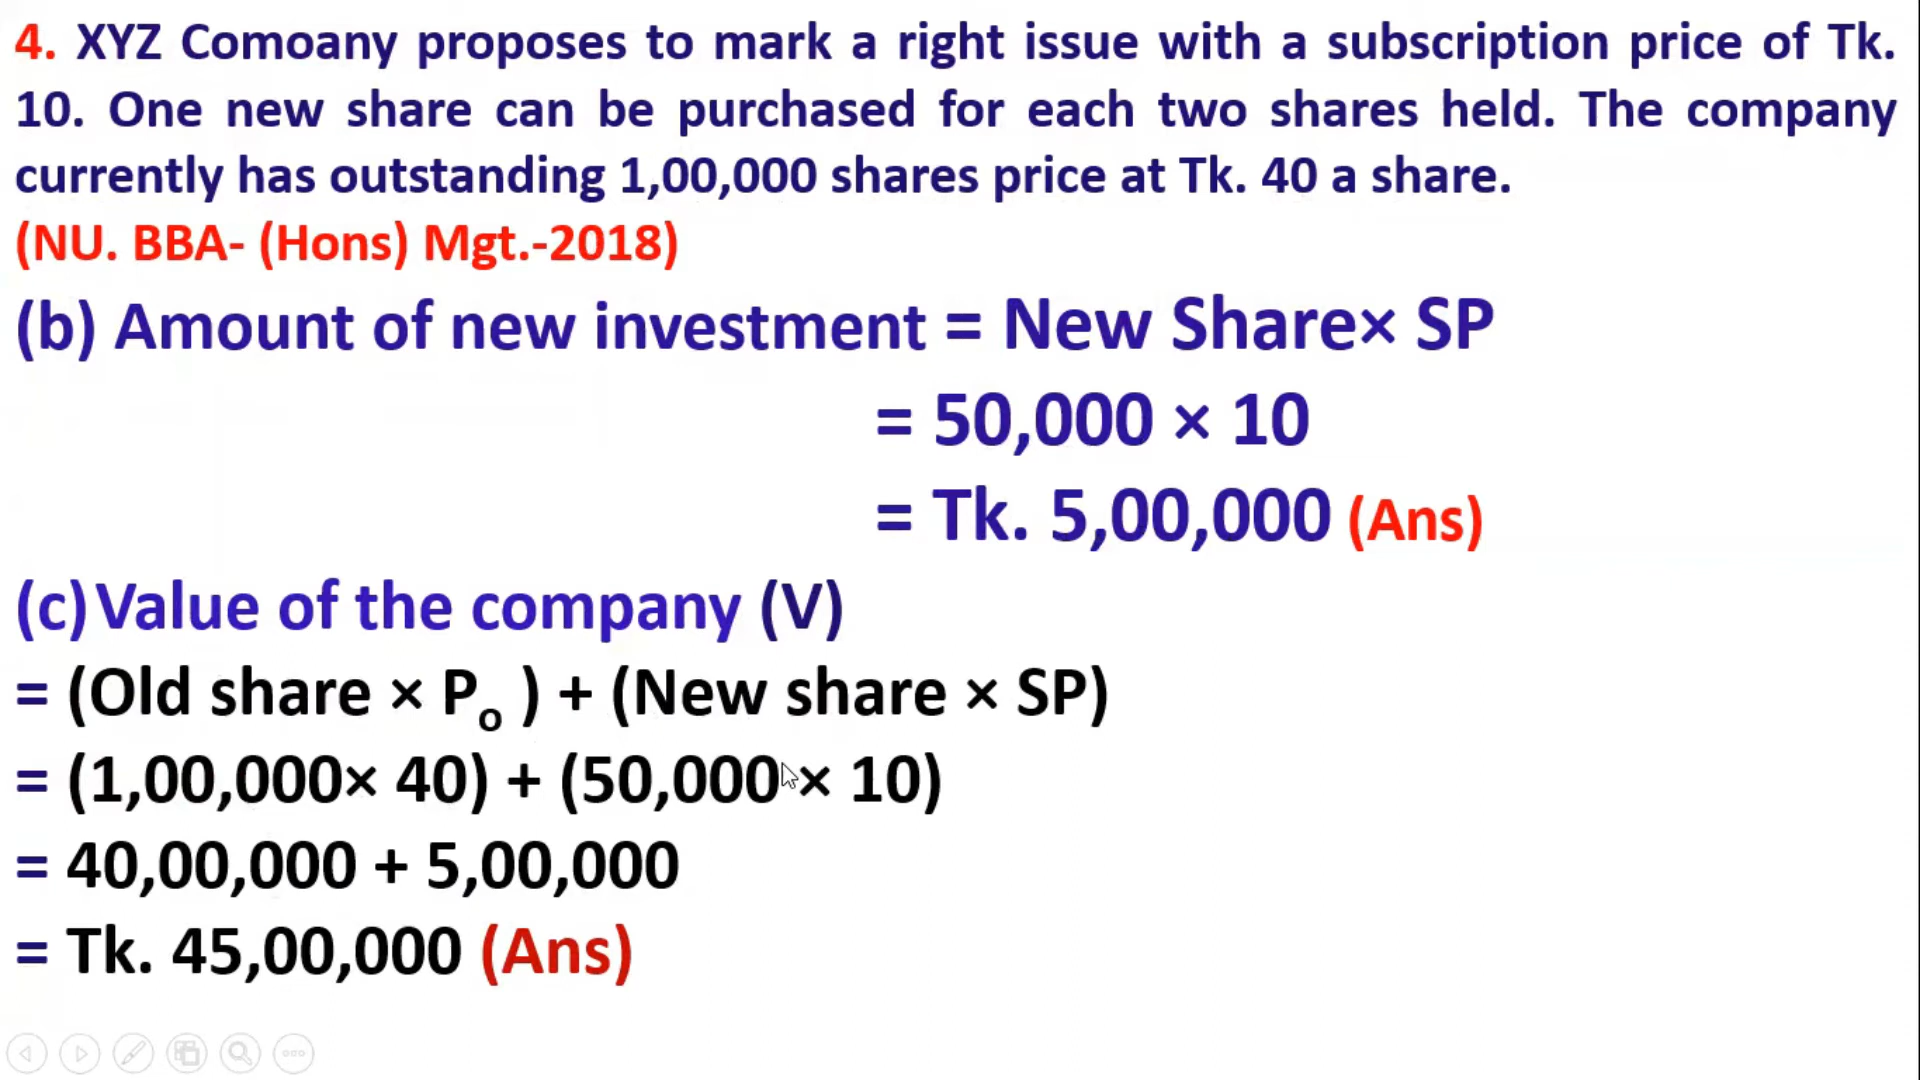 4. XYZ Comoany proposes to mark a right issue with a subscription price of Tk.
10. One new share can be purchased for each two shares held. The company
currently has outstanding 1,00,000 shares price at Tk. 40 a share.
(NU. BBA- (Hons) Mgt.-2018)
(b) Amount of new investment = New Share× SP
= 50,000 × 10
= Tk. 5,00,000 (Ans)
(c) Value of the company (V)
= (Old share × Po ) + (New share × SP)
= (1,00,000× 40) + (50,000 × 10)
= 40,00,000 + 5,00,000
= Tk. 45,00,000 (Ans)